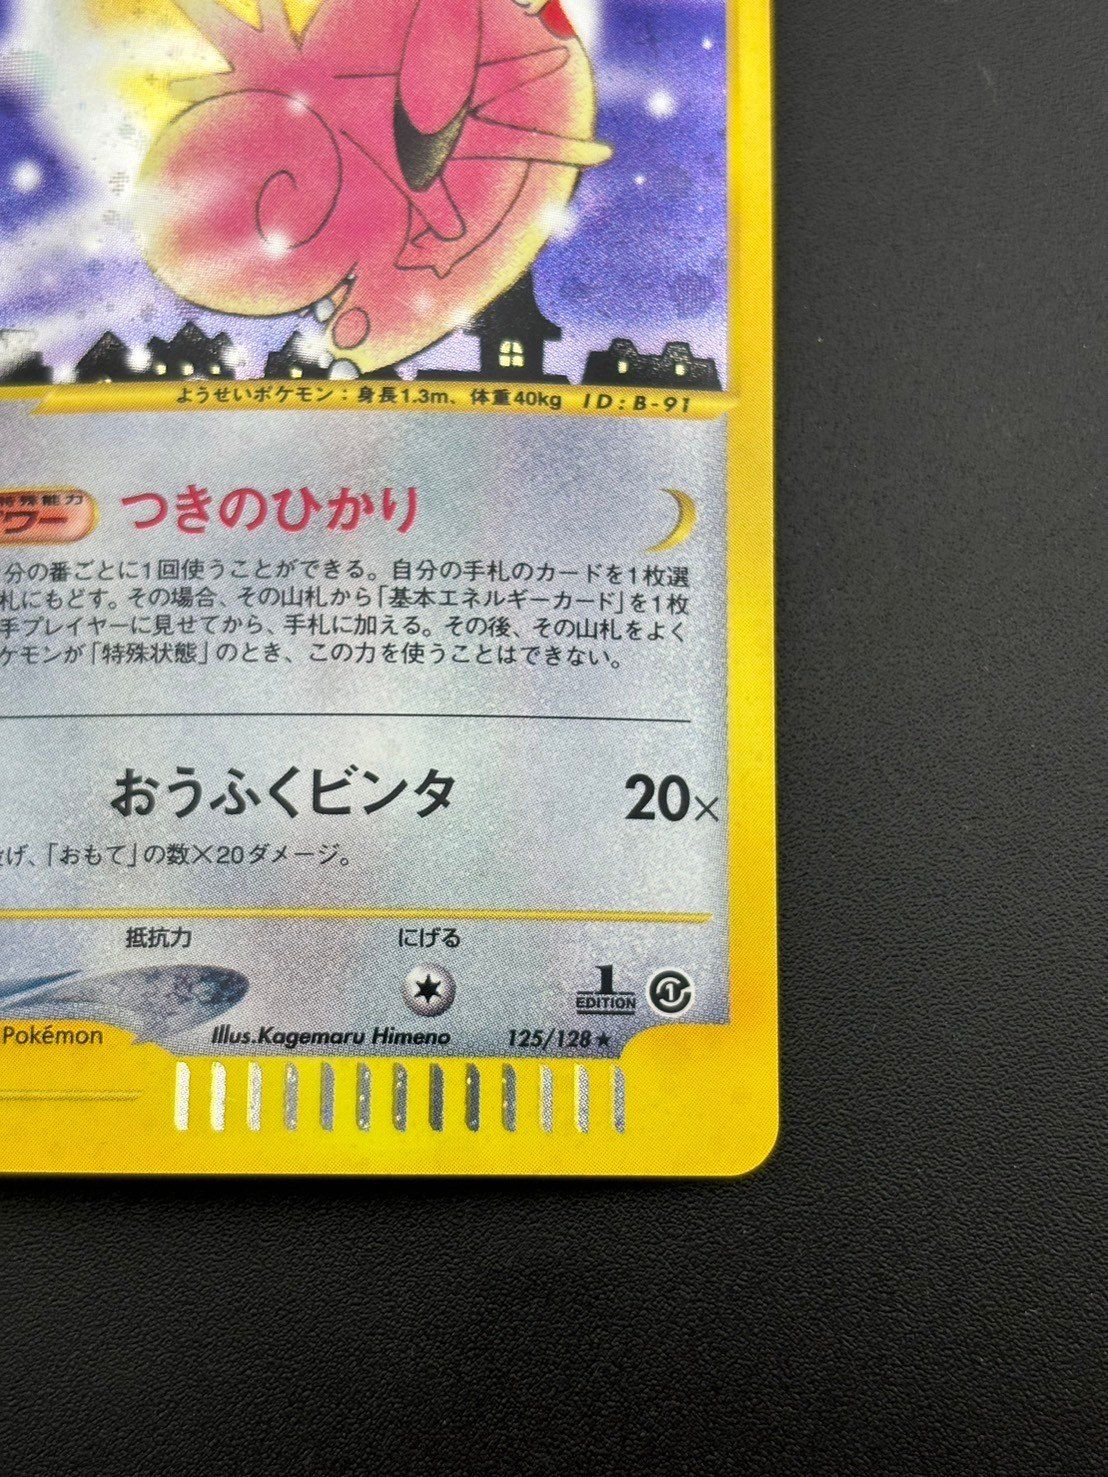 ようせいポケモン：身長1.3m、体重40kg ID:B-91
特殊能力
ワー つきのひかり
分の番ごとに1回使うことができる。自分の手札のカードを1枚選
札にもどす。その場合、その山札から「基本エネルギーカード」を1枚
手プレイヤーに見せてから、手札に加える。その後、その山札をよく
ケモンが「特殊状態」のとき、この力を使うことはできない。
おうふくビンタ 20×
げ、「おもて」の数×20ダメージ。
抵抗力 にげる
1 EDITION
Pokémon Illus.Kagemaru Himeno 125/128★